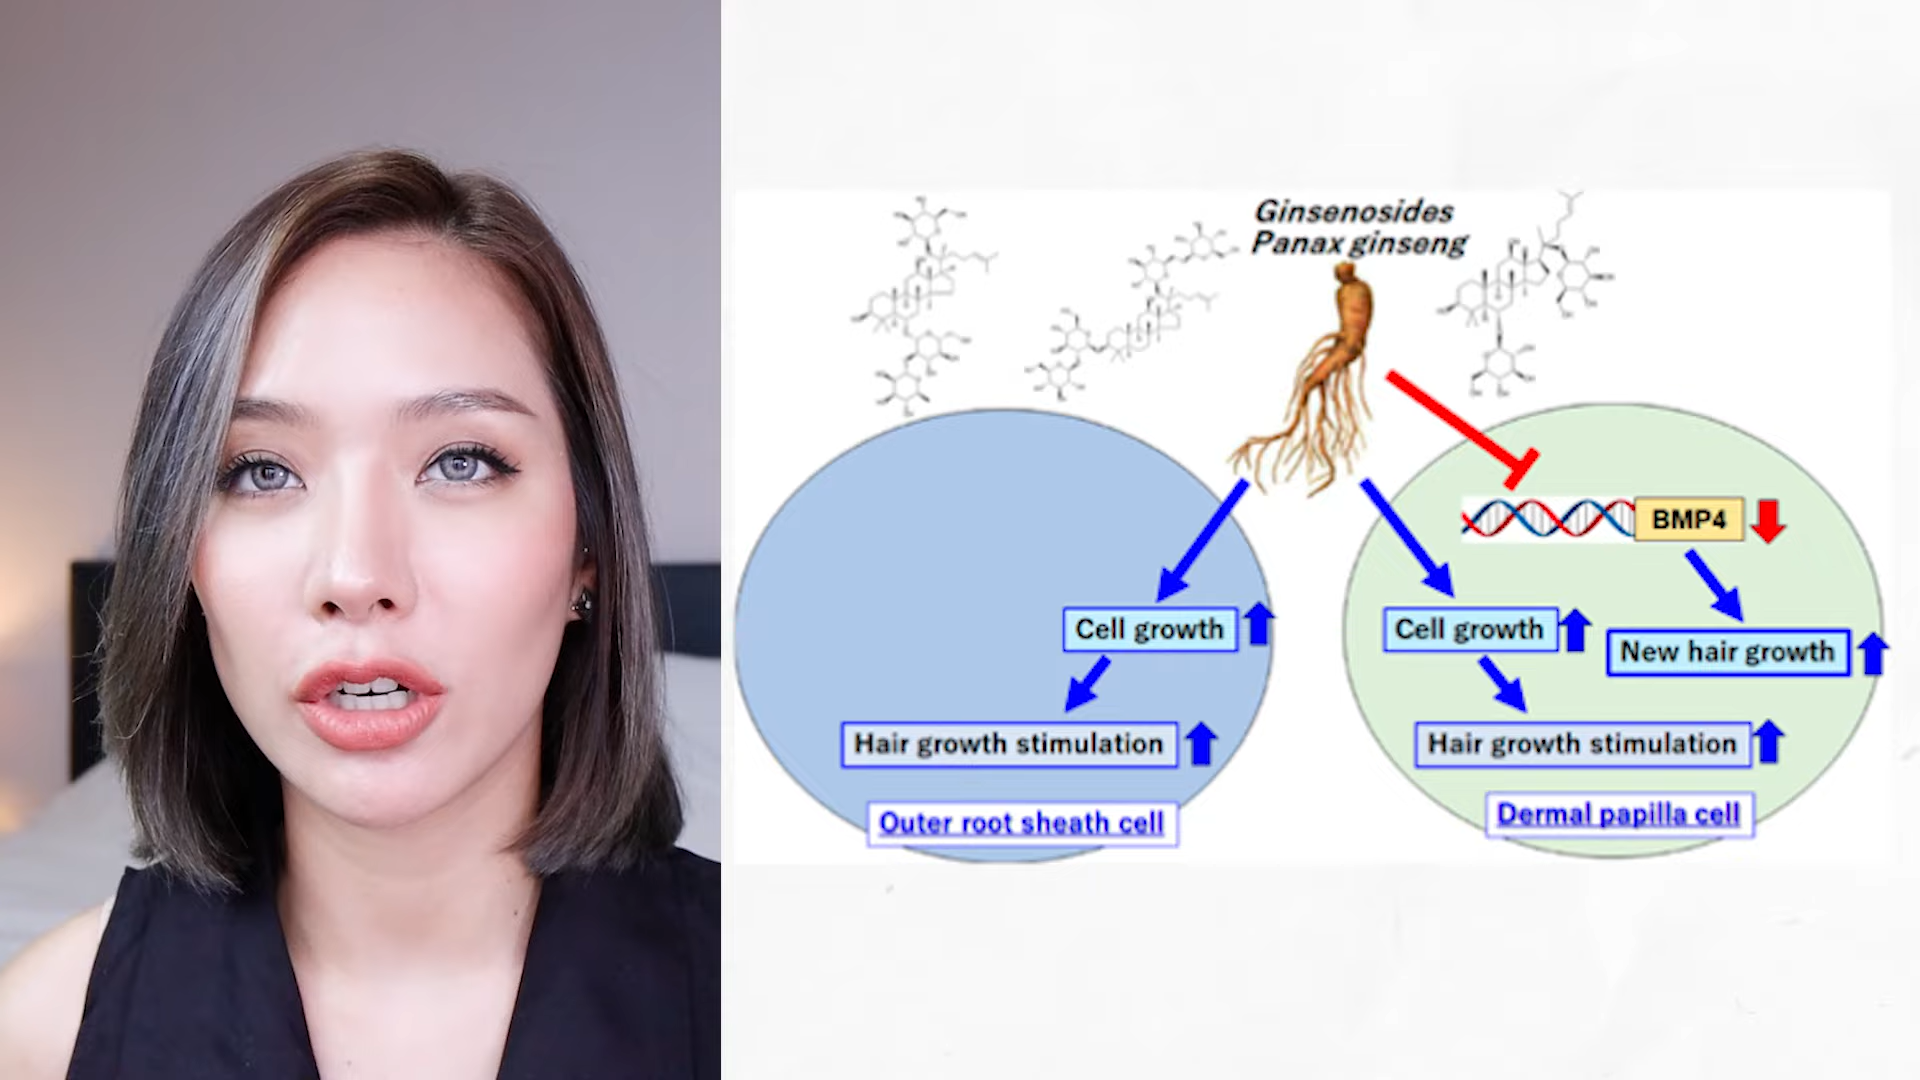 Ginsenosides
Panax ginseng
BMP4
Cell growth
Cell growth
New hair growth
Hair growth stimulation
Hair growth stimulation
Outer root sheath cell
Dermal papilla cell